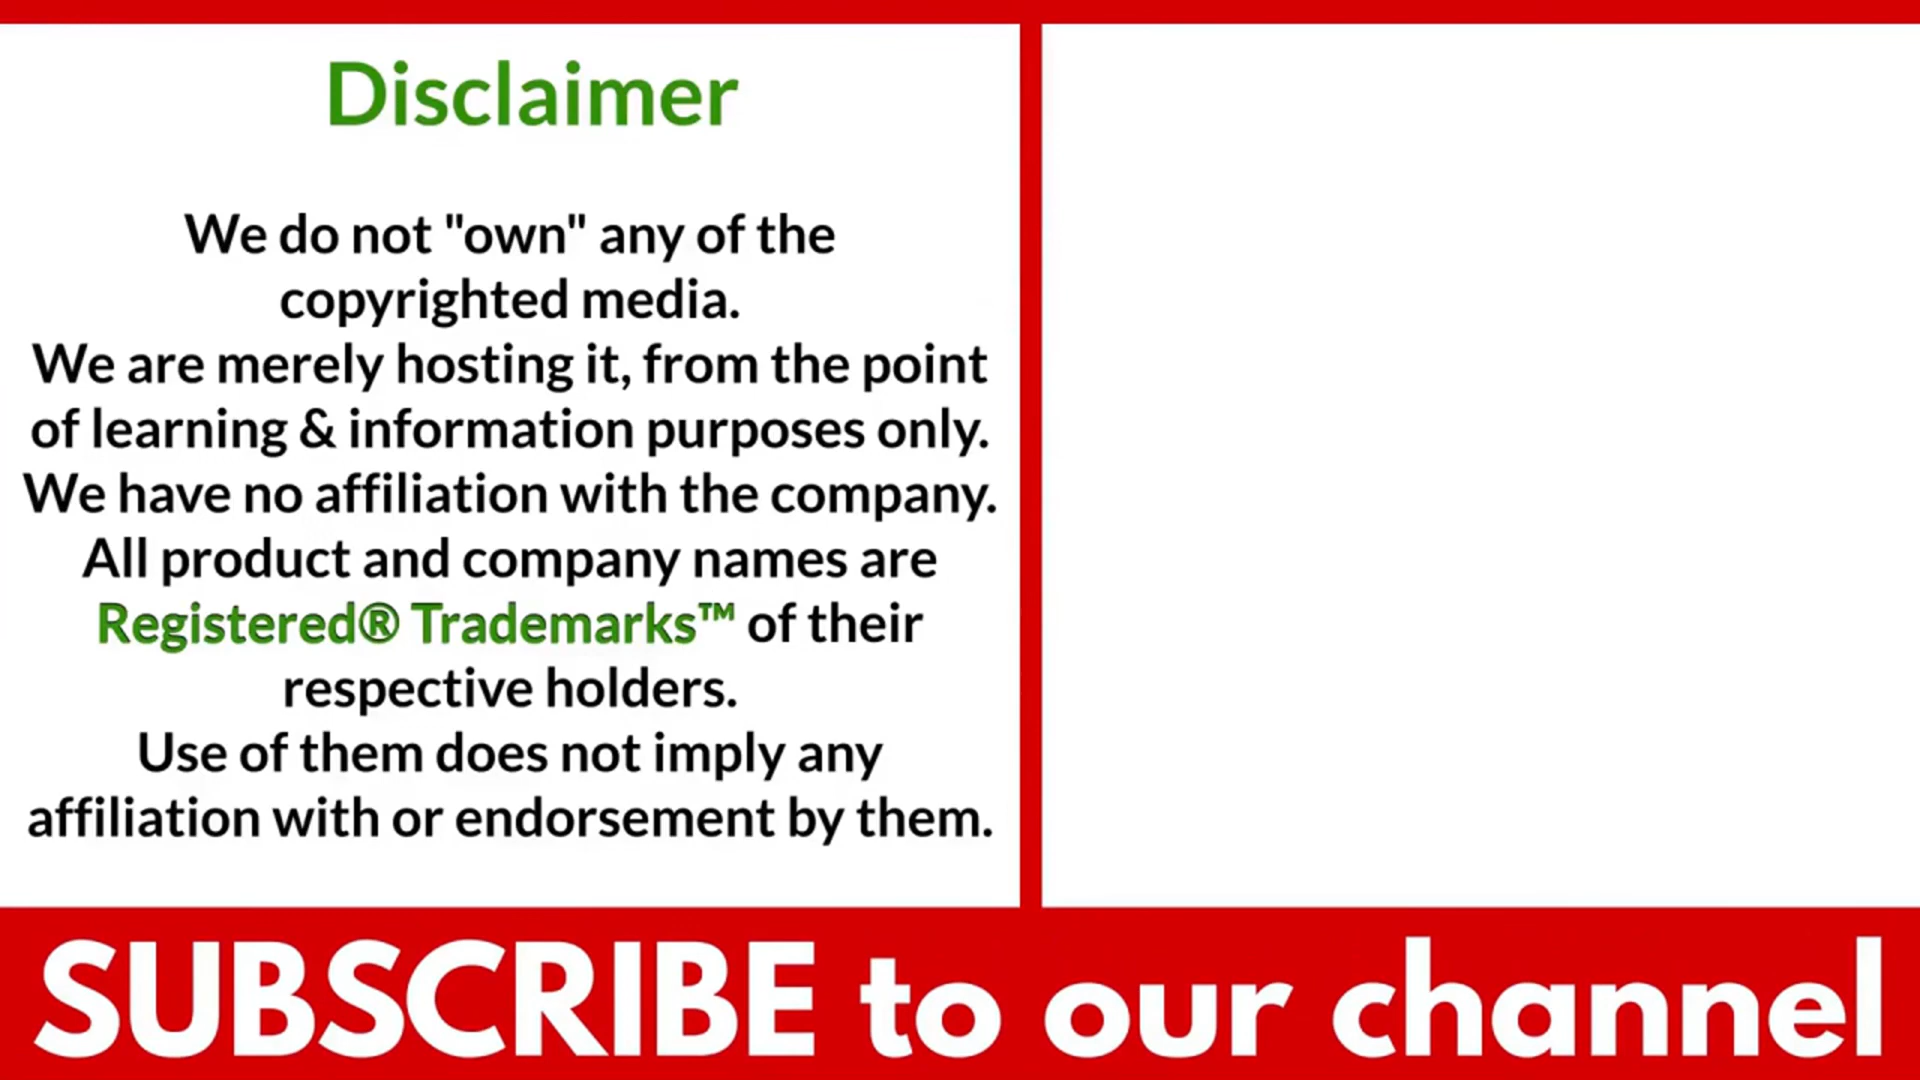 Disclaimer
We do not "own" any of the
copyrighted media.
We are merely hosting it, from the point
of learning & information purposes only.
We have no affiliation with the company.
All product and company names are
Registered® Trademarks™ of their
respective holders.
Use of them does not imply any
affiliation with or endorsement by them.
SUBSCRIBE to our channel